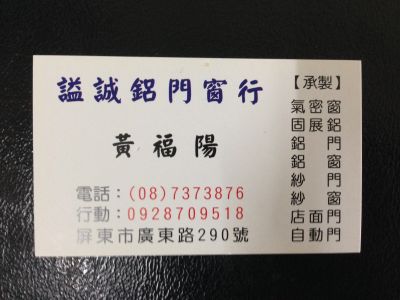 謚誠鋁門窗行
黃福陽
電話：(08)7373876
行動：0928709518
屏東市廣東路290號
【承製】
氣密窗
固展鋁
鋁門
鋁窗
紗門
紗窗
店面門
自動門